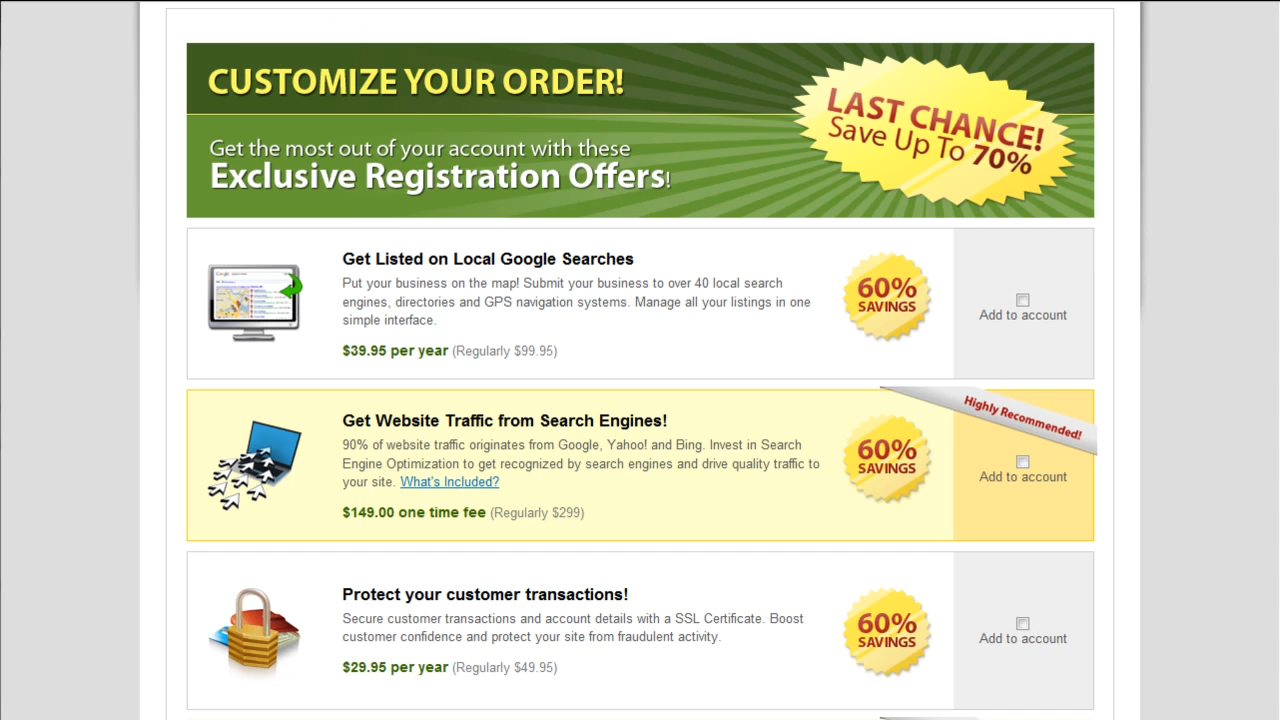 CUSTOMIZE YOUR ORDER!
LAST CHANCE!
Save Up To 70%
Get the most out of your account with these
Exclusive Registration Offers!
Get Listed on Local Google Searches
Put your business on the map! Submit your business to over 40 local search
engines, directories and GPS navigation systems. Manage all your listings in one
simple interface.
$39.95 per year (Regularly $99.95)
60%
SAVINGS
Add to account
Highly Recommended!
Get Website Traffic from Search Engines!
90% of website traffic originates from Google, Yahoo! and Bing. Invest in Search
Engine Optimization to get recognized by search engines and drive quality traffic to
your site. What's Included?
$149.00 one time fee (Regularly $299)
60%
SAVINGS
Add to account
Protect your customer transactions!
Secure customer transactions and account details with a SSL Certificate. Boost
customer confidence and protect your site from fraudulent activity.
$29.95 per year (Regularly $49.95)
60%
SAVINGS
Add to account